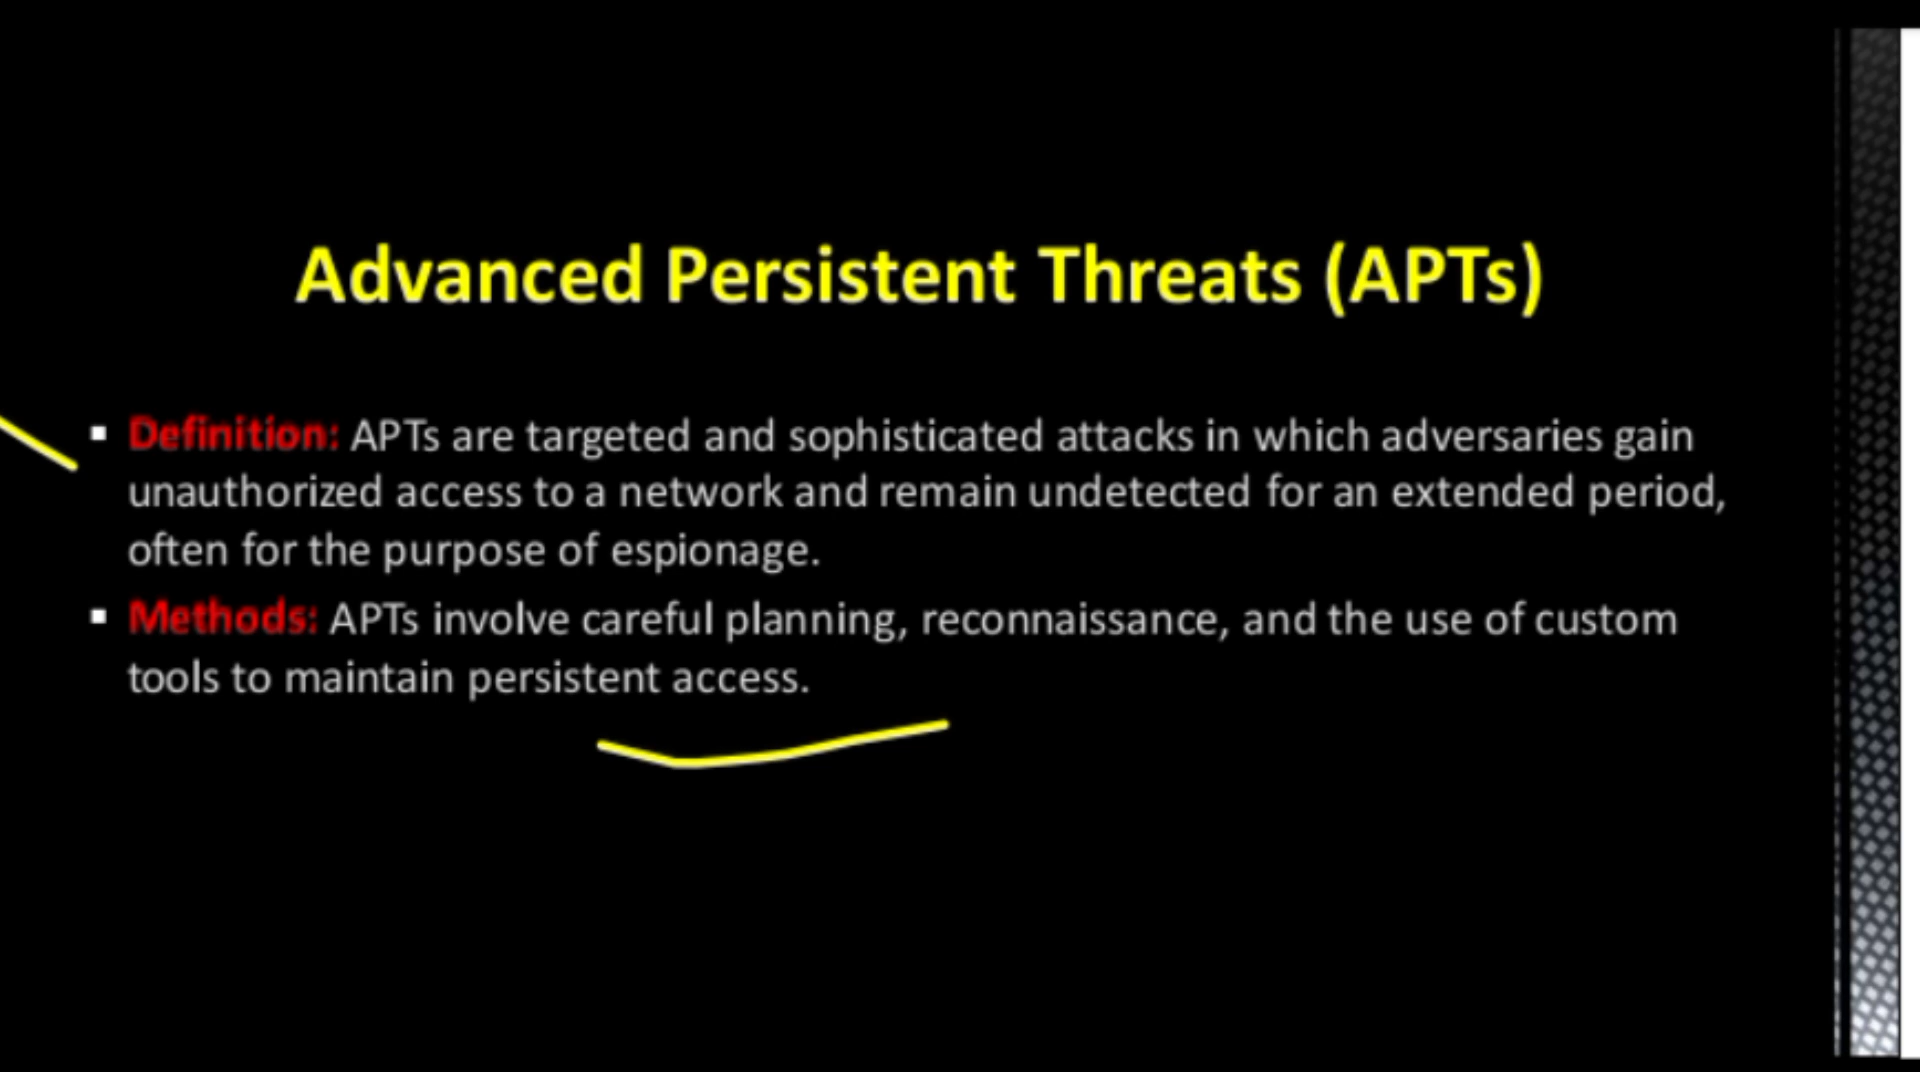 Advanced Persistent Threats (APTs)
▪ Definition: APTs are targeted and sophisticated attacks in which adversaries gain
unauthorized access to a network and remain undetected for an extended period,
often for the purpose of espionage.
▪ Methods: APTs involve careful planning, reconnaissance, and the use of custom
tools to maintain persistent access.